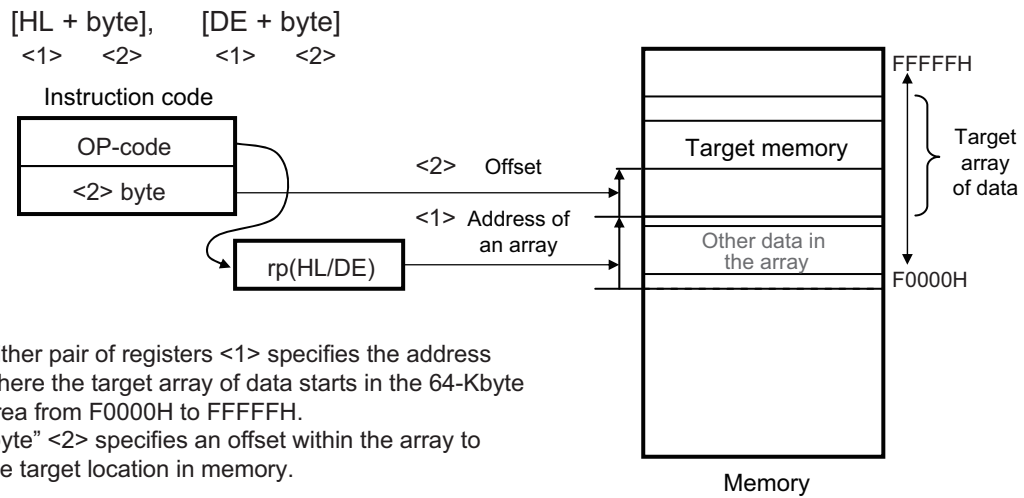 [HL + byte], [DE + byte]
<1> <2> <1> <2>
Instruction code
OP-code
<2> byte
<2> Offset
<1> Address of
an array
rp(HL/DE)
Target memory
Other data in
the array
FFFFFH
Target
array
of data
F0000H
Memory
ther pair of registers <1> specifies the address
here the target array of data starts in the 64-Kbyte
rea from F0000H to FFFFFH.
yte” <2> specifies an offset within the array to
e target location in memory.